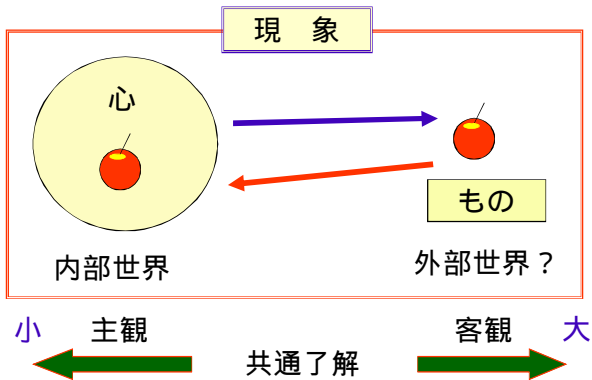 現　象
心
もの
内部世界
外部世界？
小
主観
客観
大
共通了解